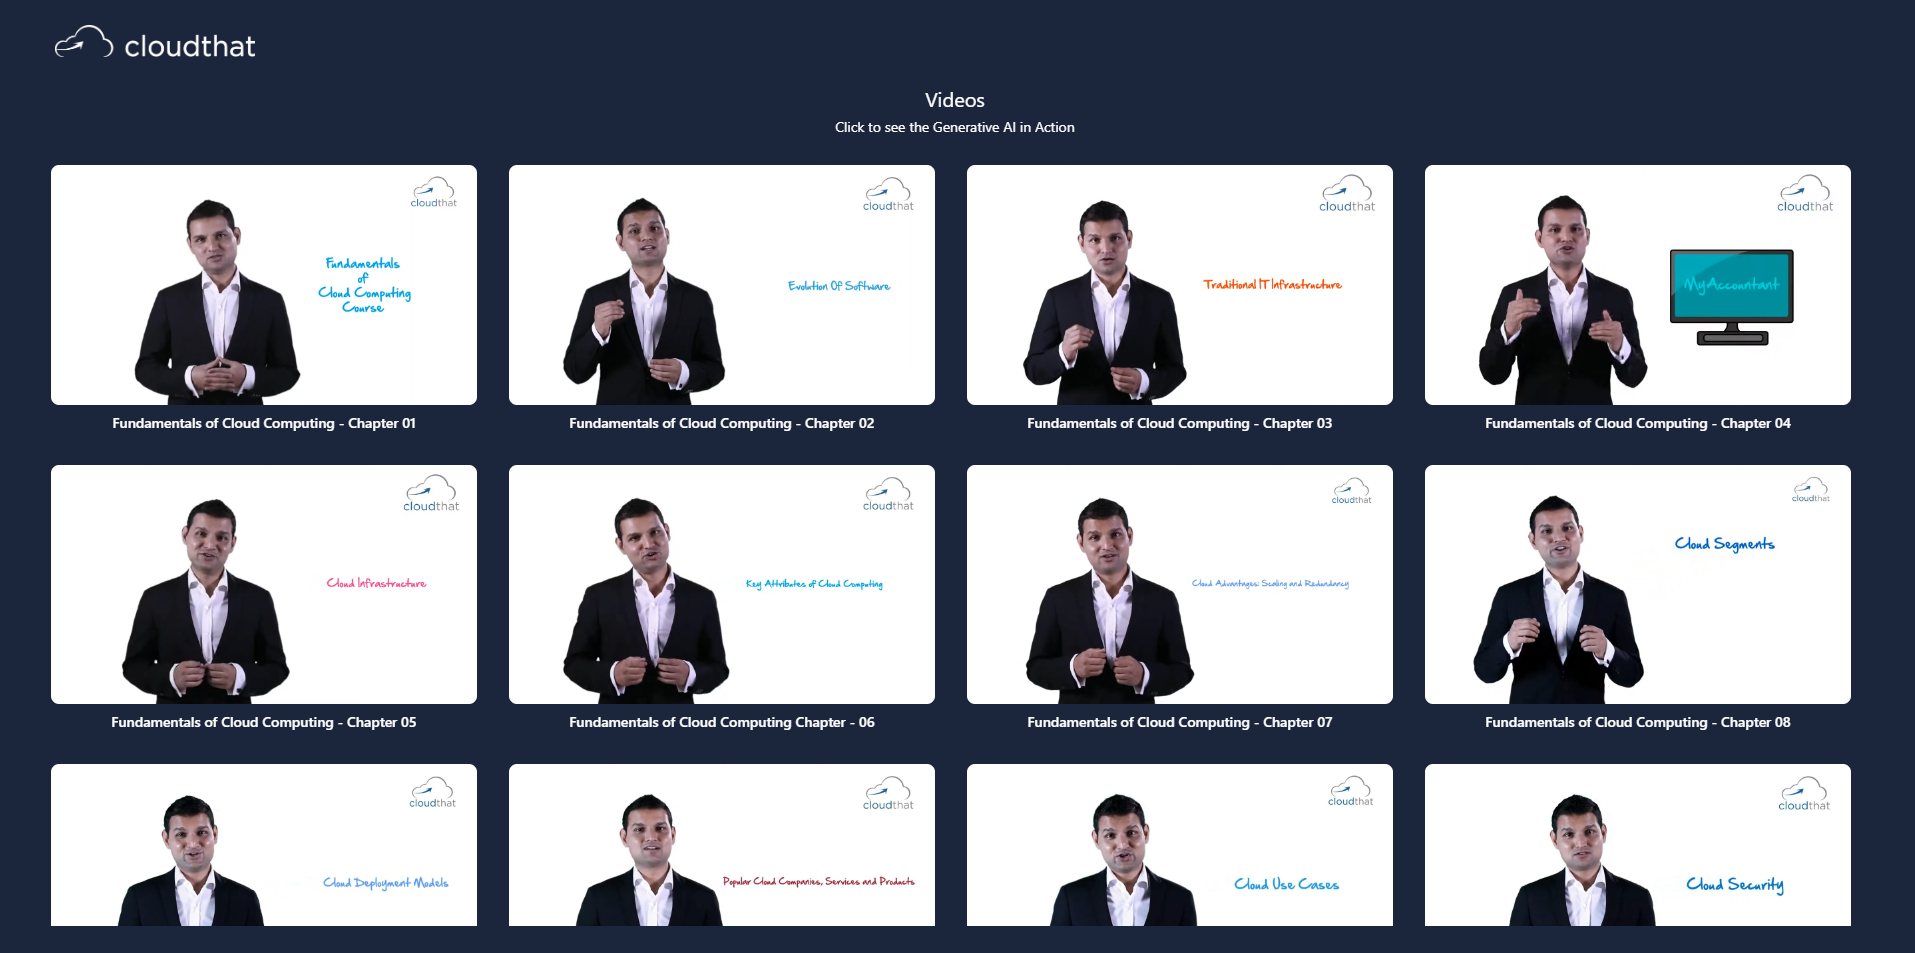 cloudthat
Videos
Click to see the Generative AI in Action
cloudthat
Fundamentals
of
Cloud Computing
Course
Fundamentals of Cloud Computing - Chapter 01
cloudthat
Evolution Of Software
Fundamentals of Cloud Computing - Chapter 02
cloudthat
Traditional IT Infrastructure
Fundamentals of Cloud Computing - Chapter 03
cloudthat
MyAccountant
Fundamentals of Cloud Computing - Chapter 04
cloudthat
Cloud Infrastructure
Fundamentals of Cloud Computing - Chapter 05
cloudthat
Key Attributes of Cloud Computing
Fundamentals of Cloud Computing Chapter - 06
cloudthat
Cloud Advantages: Scaling and Redundancy
Fundamentals of Cloud Computing - Chapter 07
cloudthat
Cloud Segments
Fundamentals of Cloud Computing - Chapter 08
cloudthat
Cloud Deployment Models
cloudthat
Popular Cloud Companies, Services and Products
cloudthat
Cloud Use Cases
cloudthat
Cloud Security